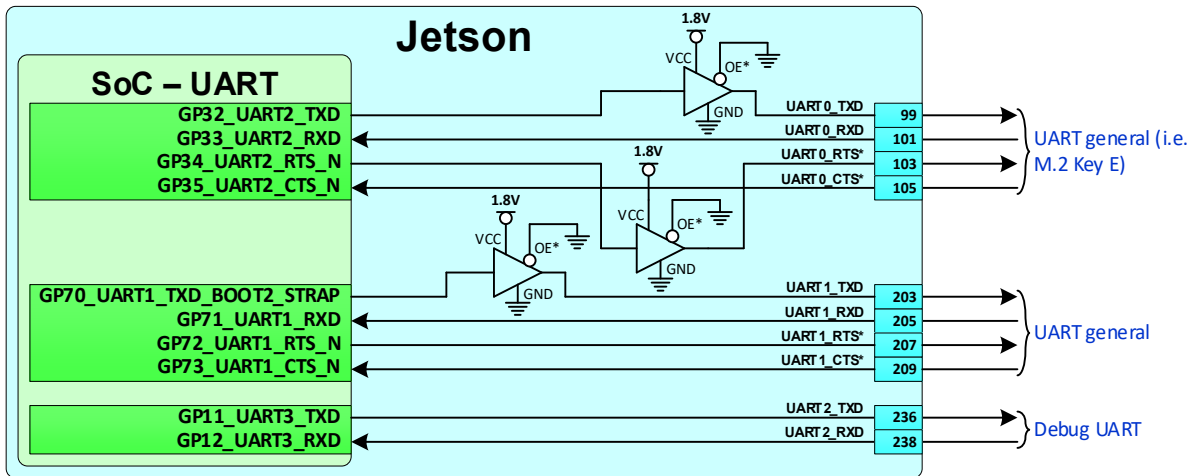 Jetson
SoC – UART
1.8V
VCC
OE*
GND
GP32_UART2_TXD
UART0_TXD
99
GP33_UART2_RXD
UART0_RXD
101
GP34_UART2_RTS_N
UART0_RTS*
103
GP35_UART2_CTS_N
UART0_CTS*
105
UART general (i.e.
M.2 Key E)
1.8V
VCC
OE*
GND
1.8V
VCC
OE*
GND
GP70_UART1_TXD_BOOT2_STRAP
UART1_TXD
203
GP71_UART1_RXD
UART1_RXD
205
GP72_UART1_RTS_N
UART1_RTS*
207
GP73_UART1_CTS_N
UART1_CTS*
209
UART general
GP11_UART3_TXD
UART2_TXD
236
GP12_UART3_RXD
UART2_RXD
238
Debug UART